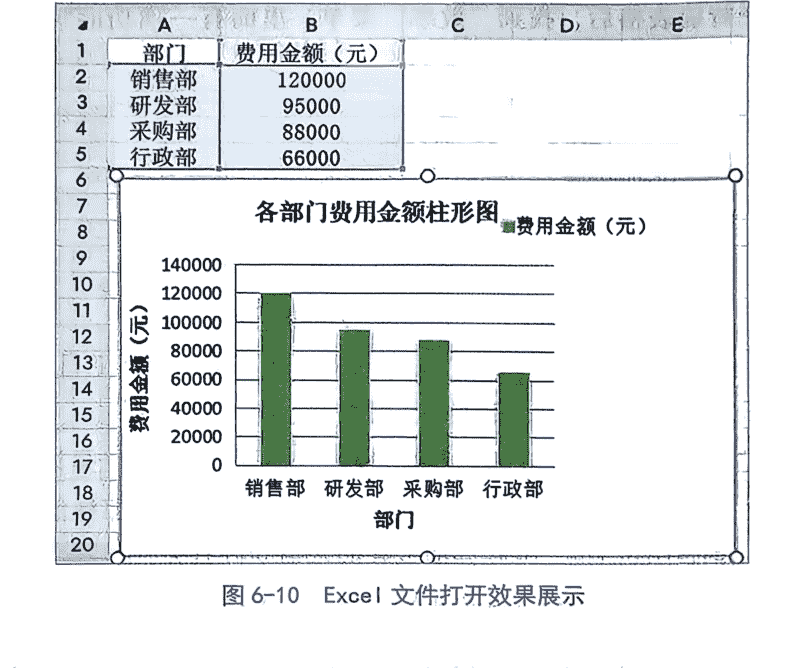 A B C D E
1 部门 费用金额（元）
2 销售部 120000
3 研发部 95000
4 采购部 88000
5 行政部 66000
6
7
8
9
10
11
12
13
14
15
16
17
18
19
20
各部门费用金额柱形图
费用金额（元）
140000
120000
100000
80000
60000
40000
20000
0
费用金额（元）
销售部 研发部 采购部 行政部
部门
图 6-10 Excel 文件打开效果展示